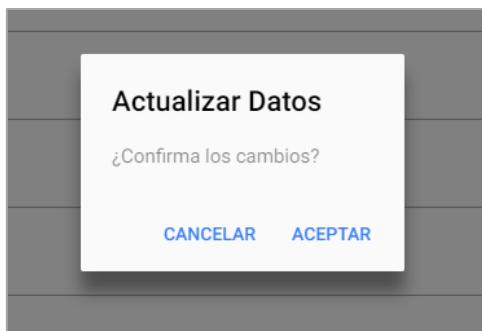 Actualizar Datos
¿Confirma los cambios?
CANCELAR ACEPTAR